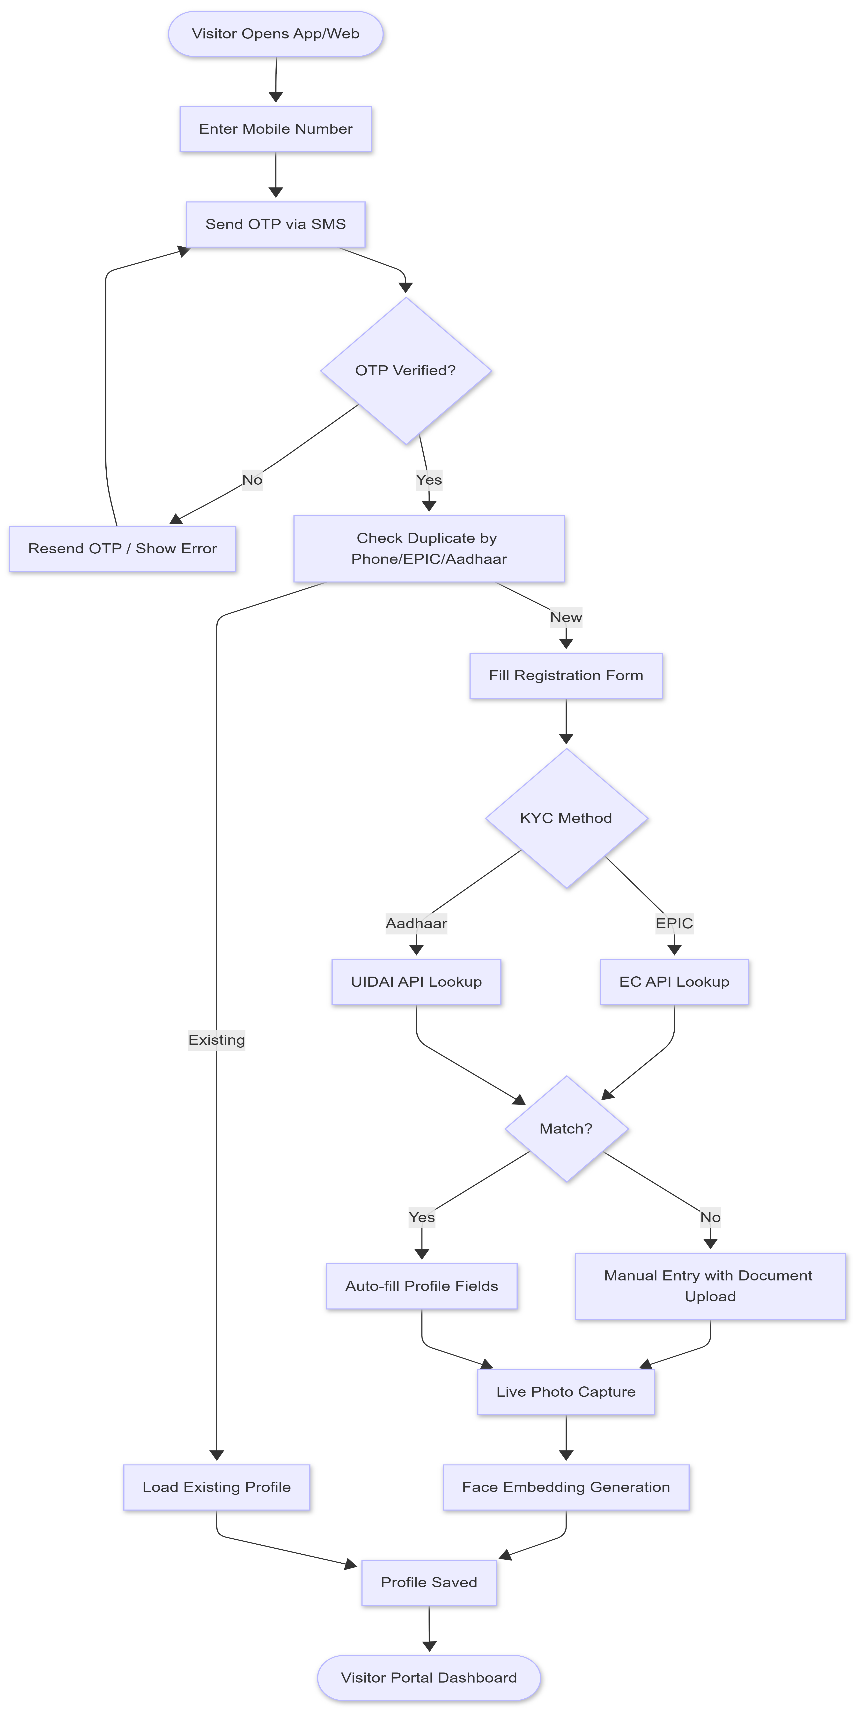 Visitor Opens App/Web
Enter Mobile Number
Send OTP via SMS
OTP Verified?
No
Yes
Resend OTP / Show Error
Check Duplicate by
Phone/EPIC/Aadhaar
New
Fill Registration Form
KYC Method
Aadhaar
EPIC
UIDAI API Lookup
EC API Lookup
Existing
Match?
Yes
No
Auto-fill Profile Fields
Manual Entry with Document
Upload
Live Photo Capture
Load Existing Profile
Face Embedding Generation
Profile Saved
Visitor Portal Dashboard